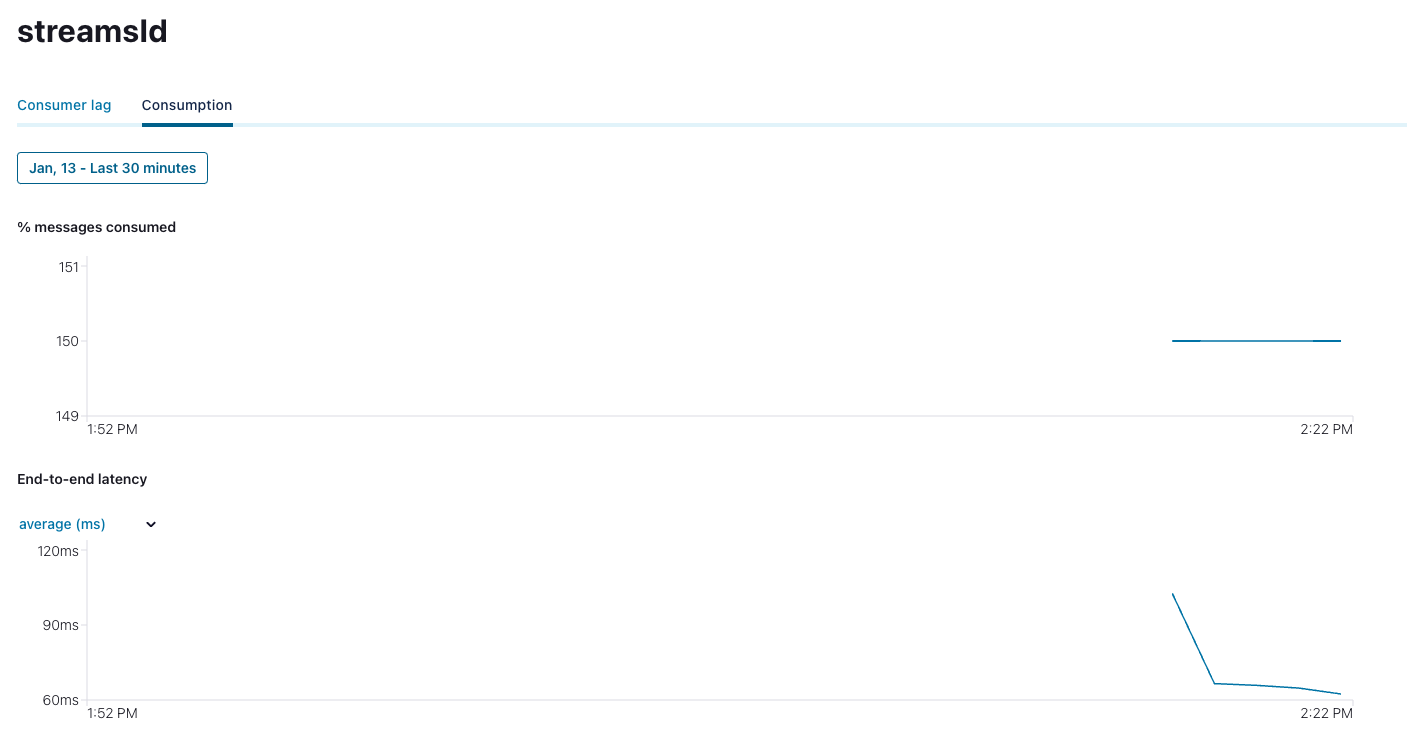 streamsId
Consumer lag Consumption
Jan, 13 - Last 30 minutes
% messages consumed
151
150
149
1:52 PM 2:22 PM
End-to-end latency
average (ms)
120ms
90ms
60ms
1:52 PM 2:22 PM